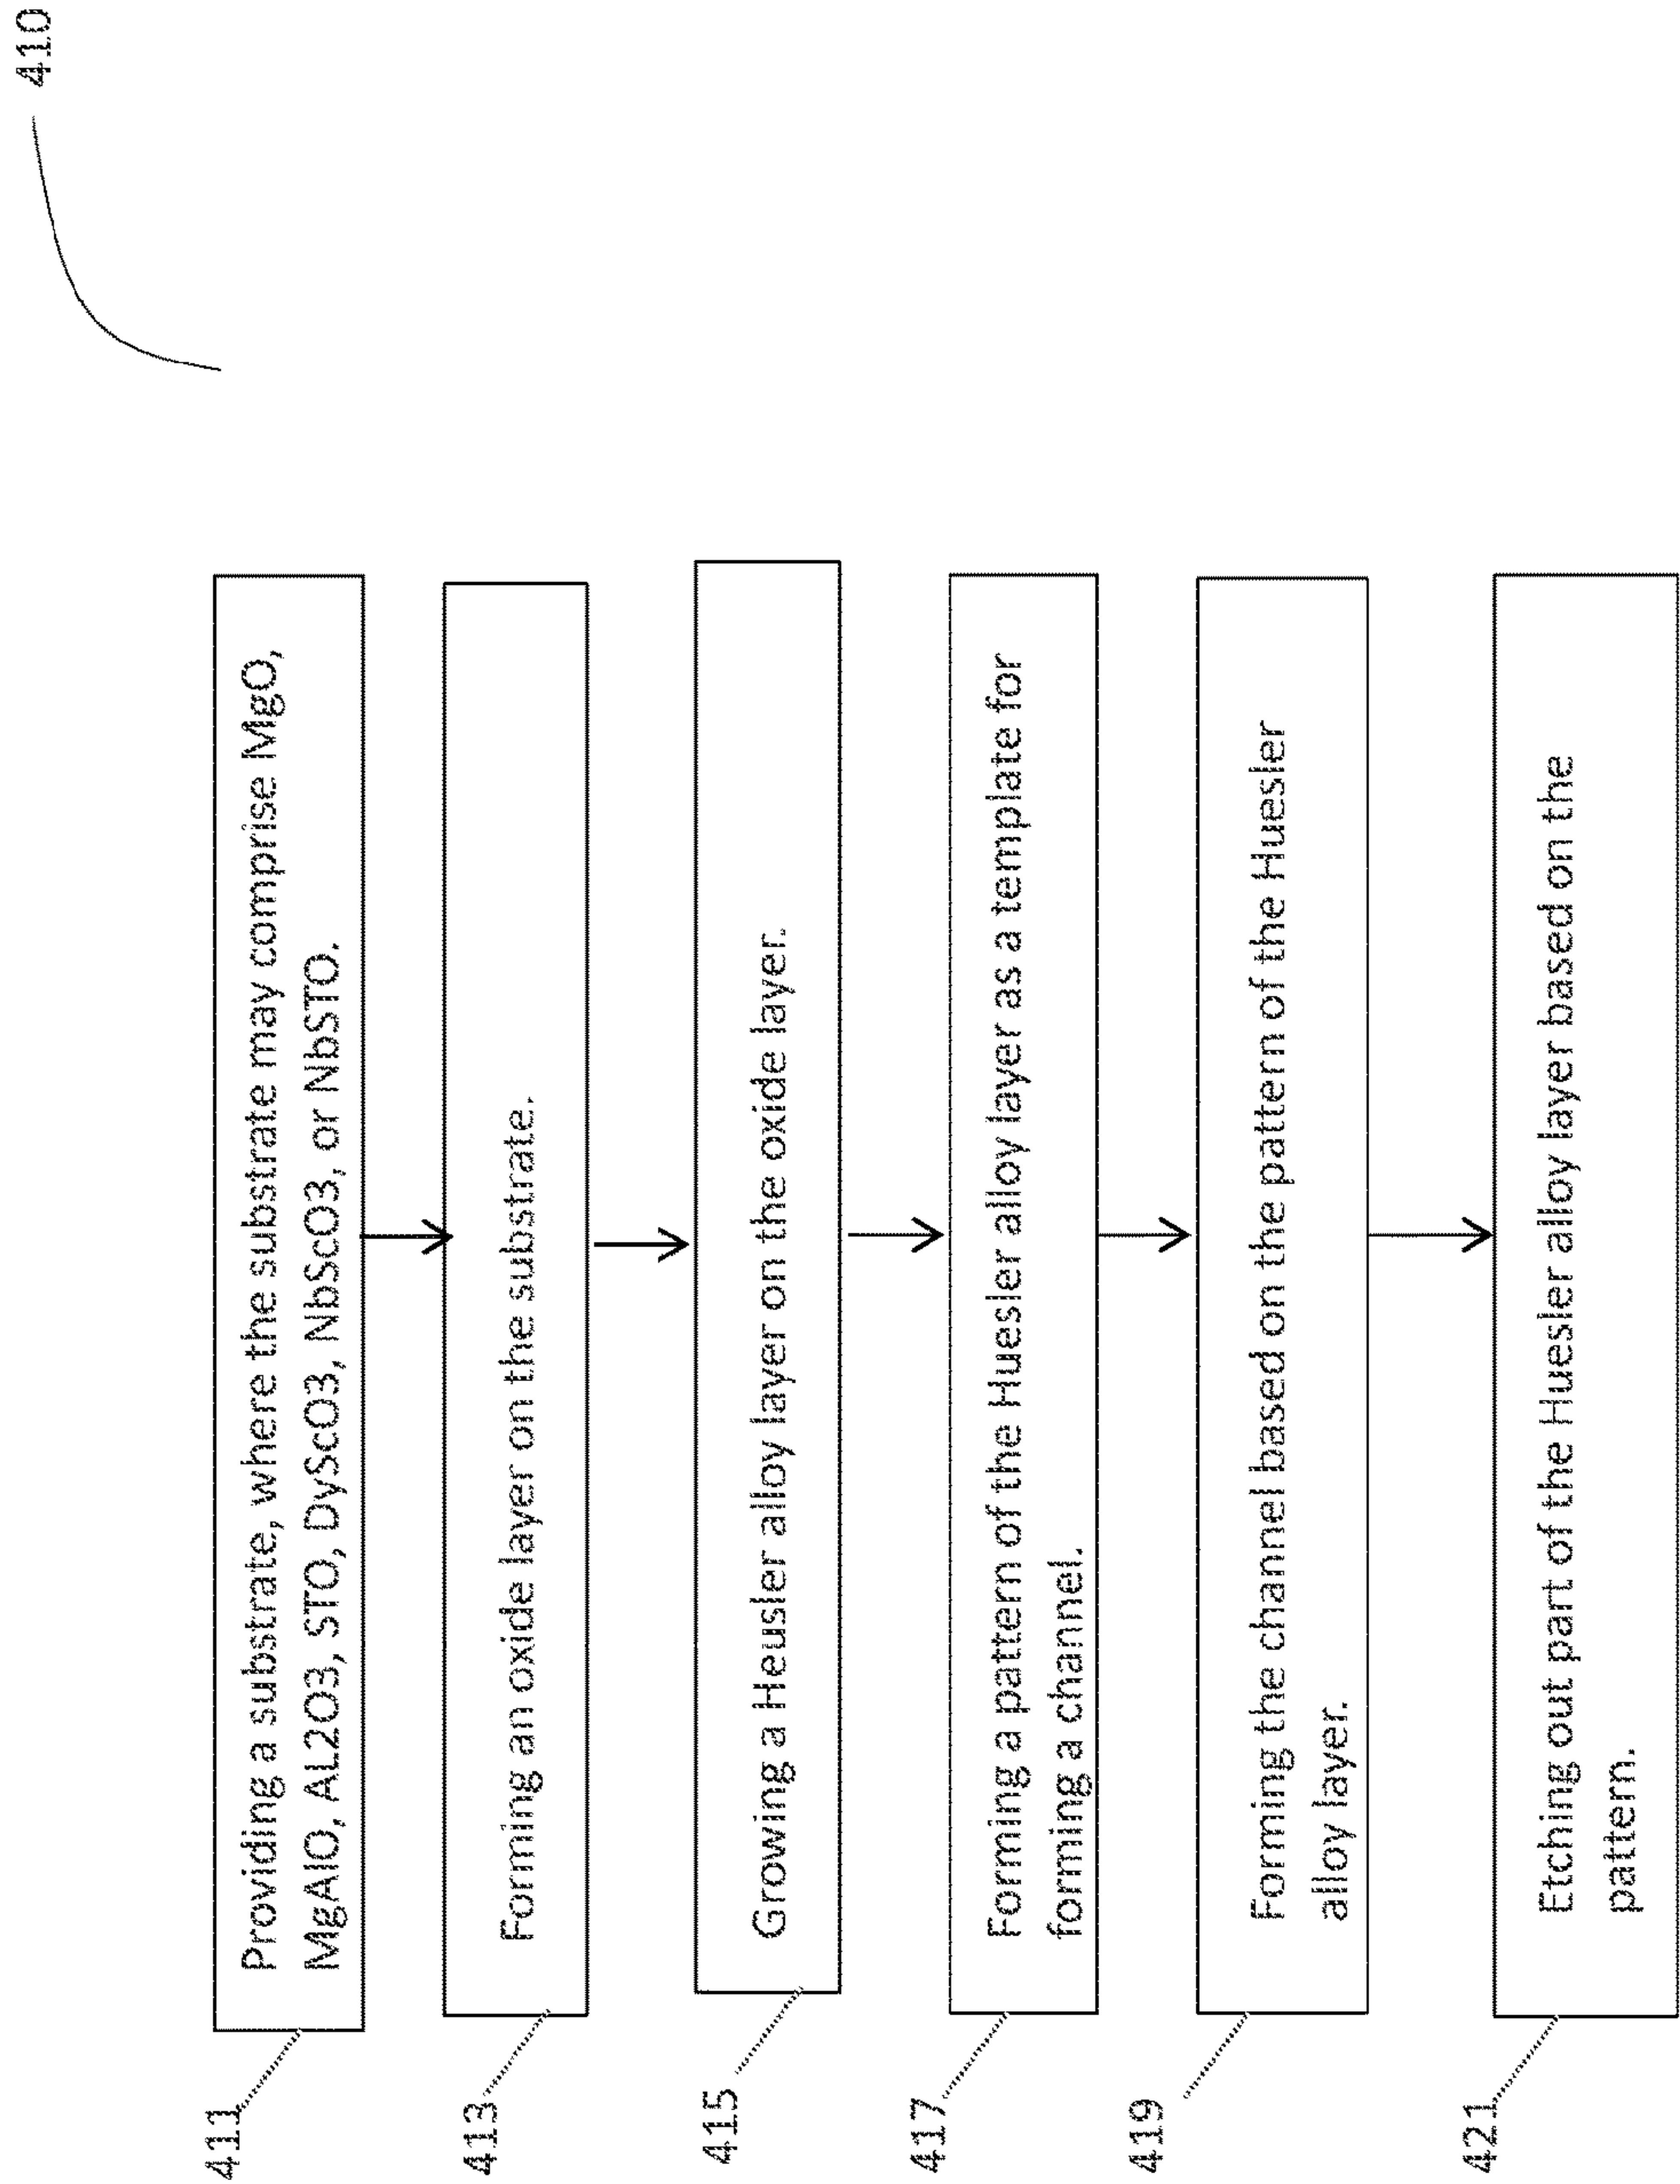 410
411
Providing a substrate, where the substrate may comprise MgO,
MgAlO, AL2O3, STO, DyScO3, NbScO3, or NbSTO.
413
Forming an oxide layer on the substrate.
415
Growing a Heusler alloy layer on the oxide layer.
417
Forming a pattern of the Huesler alloy layer as a template for
forming a channel.
419
Forming the channel based on the pattern of the Huesler
alloy layer.
421
Etching out part of the Huesler alloy layer based on the
pattern.